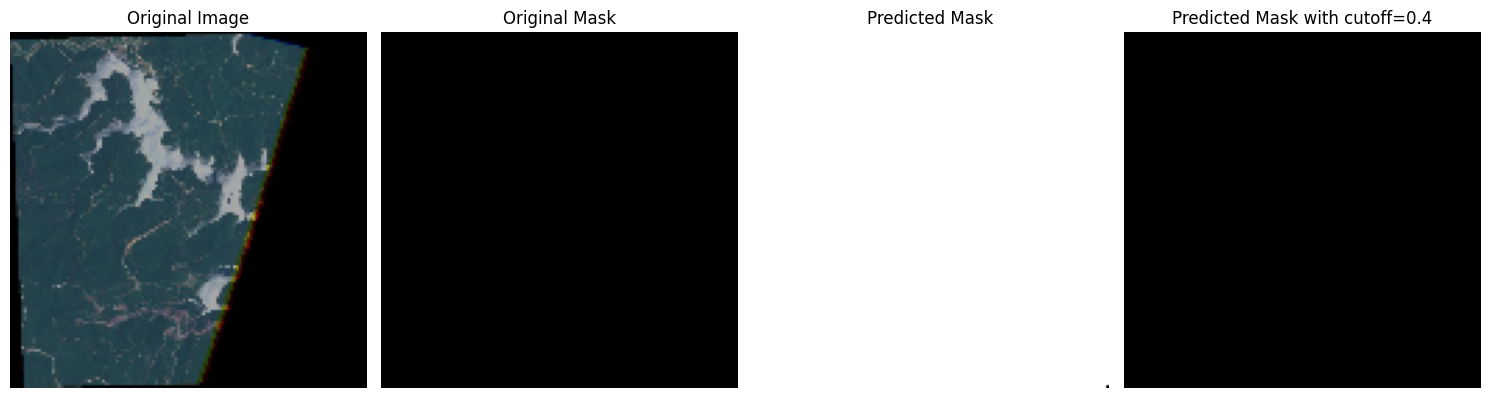 Original Image
Original Mask
Predicted Mask
Predicted Mask with cutoff=0.4